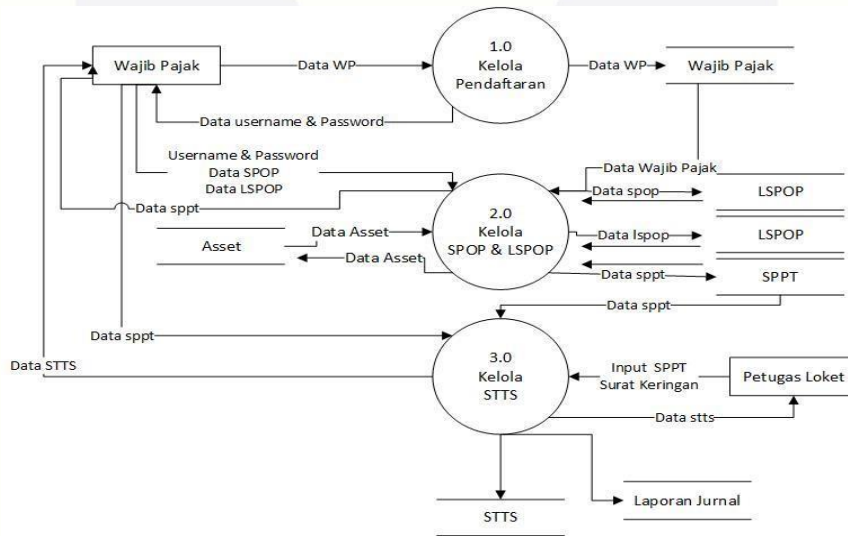 Wajib Pajak
Data WP
1.0
Kelola
Pendaftaran
Data WP
Wajib Pajak
Data username & Password
Username & Password
Data SPOP
Data LSPOP
Data Wajib Pajak
Data spop
LSPOP
Data sppt
2.0
Kelola
SPOP & LSPOP
Asset
Data Asset
Data Asset
Data lspop
LSPOP
Data sppt
SPPT
Data sppt
Data sppt
Data STTS
3.0
Kelola
STTS
Input SPPT
Surat Keringan
Petugas Loket
Data stts
STTS
Laporan Jurnal